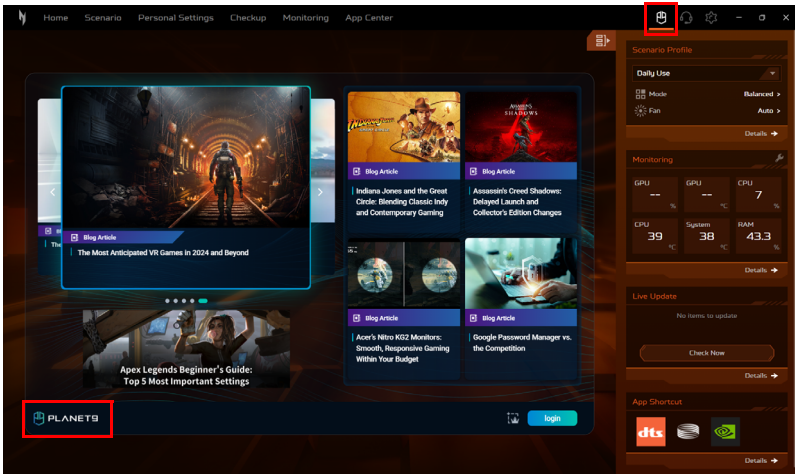 Home Scenario Personal Settings Checkup Monitoring App Center
Blog Article
The Most Anticipated VR Games in 2024 and Beyond
Apex Legends Beginner's Guide:
Top 5 Most Important Settings
Blog Article
Indiana Jones and the Great
Circle: Blending Classic Indy
and Contemporary Gaming
ASSASSIN'S CREED
SHADOWS
Blog Article
Assassin's Creed Shadows:
Delayed Launch and
Collector's Edition Changes
VS
Blog Article
Acer's Nitro KG2 Monitors:
Smooth, Responsive Gaming
Within Your Budget
Blog Article
Google Password Manager vs.
the Competition
PLANET9
login
Scenario Profile
Daily Use
Mode Balanced >
Fan Auto >
Details
Monitoring
GPU GPU CPU
-- -- 7
% °C %
CPU System RAM
39 38 43.3
°C °C %
Details
Live Update
No items to update
Check Now
Details
App Shortcut
dts
Details